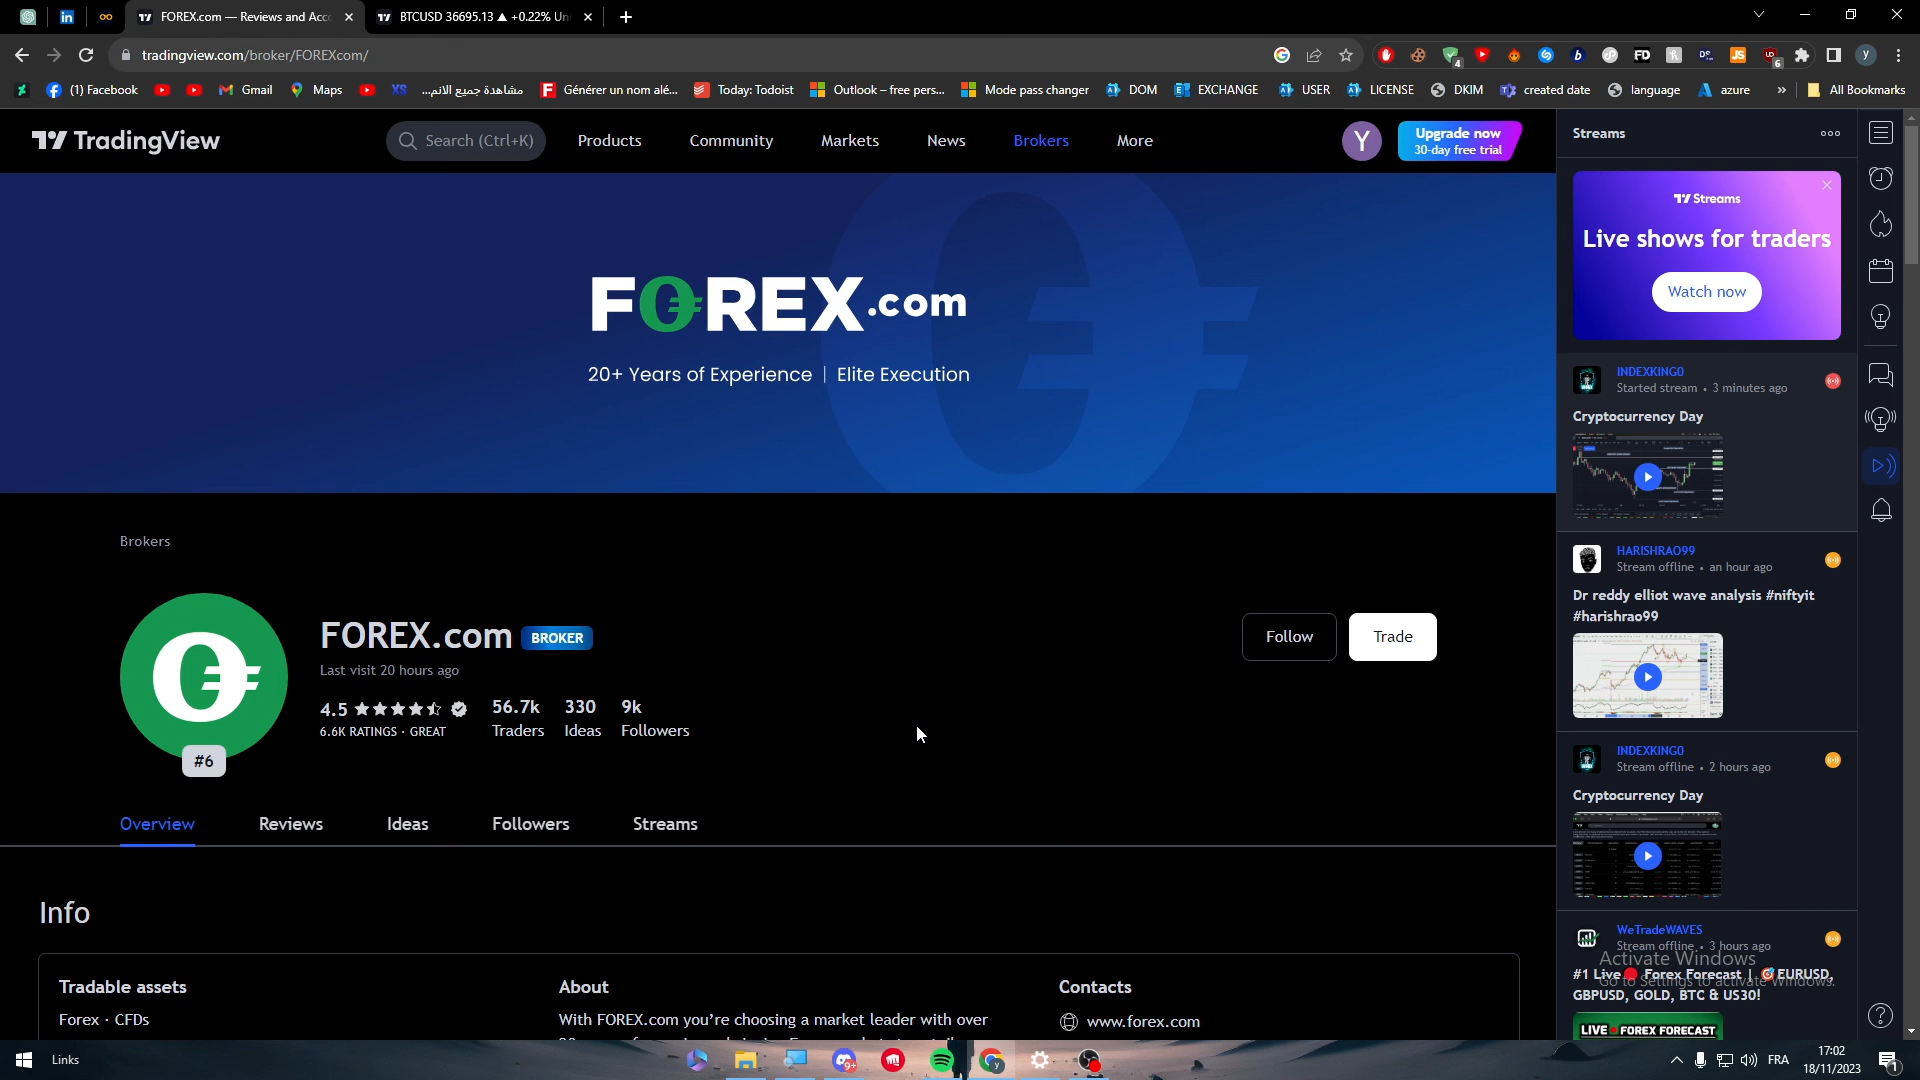 FOREX.com — Reviews and Acc
BTCUSD 36695.13 ▲ +0.22% Un
tradingview.com/broker/FOREXcom/
(1) Facebook
Gmail
Maps
XS
مشاهدة جميع الانم...
Générer un nom alé...
Today: Todoist
Outlook – free pers...
Mode pass changer
DOM
EXCHANGE
USER
LICENSE
DKIM
created date
language
azure
»
All Bookmarks
TradingView
Search (Ctrl+K)
Products
Community
Markets
News
Brokers
More
Y
Upgrade now
30-day free trial
FOREX.com
20+ Years of Experience | Elite Execution
Brokers
FOREX.com BROKER
Last visit 20 hours ago
4.5
6.6K RATINGS · GREAT
56.7k
Traders
330
Ideas
9k
Followers
#6
Follow
Trade
Overview
Reviews
Ideas
Followers
Streams
Info
Tradable assets
Forex · CFDs
About
With FOREX.com you're choosing a market leader with over
Contacts
www.forex.com
Streams
Streams
Live shows for traders
Watch now
INDEXKING0
Started stream • 3 minutes ago
Cryptocurrency Day
HARISHRAO99
Stream offline • an hour ago
Dr reddy elliot wave analysis #niftyit
#harishrao99
INDEXKING0
Stream offline • 2 hours ago
Cryptocurrency Day
WeTradeWAVES
Stream offline • 3 hours ago
Activate Windows
Go to Settings to activate Windows.
#1 Live🔴 Forex Forecast | 🎯EURUSD,
GBPUSD, GOLD, BTC & US30!
LIVE FOREX FORECAST
Links
FRA
17:02
18/11/2023